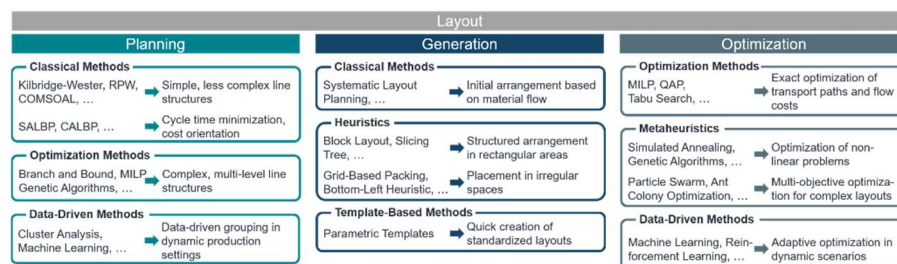 Layout
Planning
Classical Methods
Kilbridge-Wester, RPW,
COMSOAL, …
Simple, less complex line
structures
SALBP, CALBP, …
Cycle time minimization,
cost orientation
Optimization Methods
Branch and Bound, MILP
Genetic Algorithms, …
Complex, multi-level line
structures
Data-Driven Methods
Cluster Analysis,
Machine Learning, …
Data-driven grouping in
dynamic production
settings
Generation
Classical Methods
Systematic Layout
Planning, …
Initial arrangement based
on material flow
Heuristics
Block Layout, Slicing
Tree, …
Structured arrangement
in rectangular areas
Grid-Based Packing,
Bottom-Left Heuristic, …
Placement in irregular
spaces
Template-Based Methods
Parametric Templates
Quick creation of
standardized layouts
Optimization
Optimization Methods
MILP, QAP,
Tabu Search, …
Exact optimization of
transport paths and flow
costs
Metaheuristics
Simulated Annealing,
Genetic Algorithms, …
Optimization of non-
linear problems
Particle Swarm, Ant
Colony Optimization, …
Multi-objective optimiza-
tion for complex layouts
Data-Driven Methods
Machine Learning, Rein-
forcement Learning, …
Adaptive optimization in
dynamic scenarios